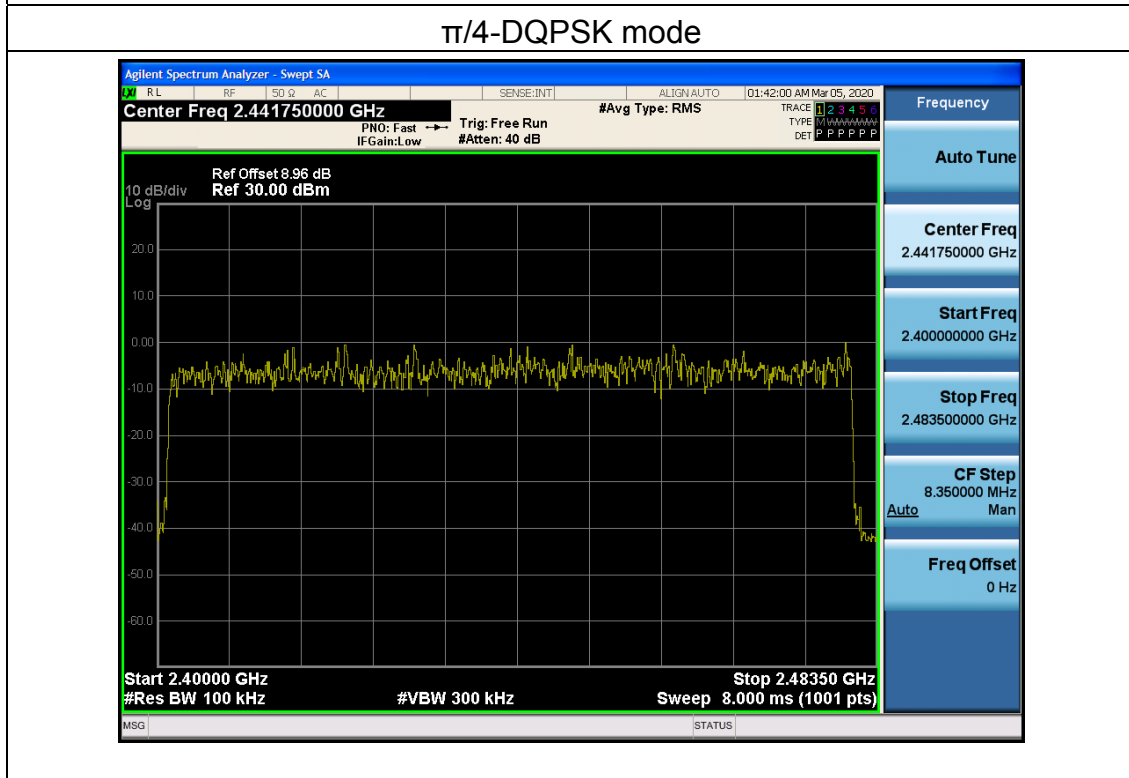 π/4-DQPSK mode
Agilent Spectrum Analyzer - Swept SA
LXI RL RF 50 Ω AC SENSE:INT ALIGN AUTO 01:42:00 AM Mar 05, 2020
Center Freq 2.441750000 GHz
PNO: Fast
IFGain:Low
Trig: Free Run
#Atten: 40 dB
#Avg Type: RMS
TRACE 1 2 3 4 5 6
TYPE M WWWWW
DET P P P P P P
Ref Offset 8.96 dB
10 dB/div Ref 30.00 dBm
Log
20.0
10.0
0.00
-10.0
-20.0
-30.0
-40.0
-50.0
-60.0
Start 2.40000 GHz Stop 2.48350 GHz
#Res BW 100 kHz #VBW 300 kHz Sweep 8.000 ms (1001 pts)
MSG STATUS
Frequency
Auto Tune
Center Freq
2.441750000 GHz
Start Freq
2.400000000 GHz
Stop Freq
2.483500000 GHz
CF Step
8.350000 MHz
Auto Man
Freq Offset
0 Hz